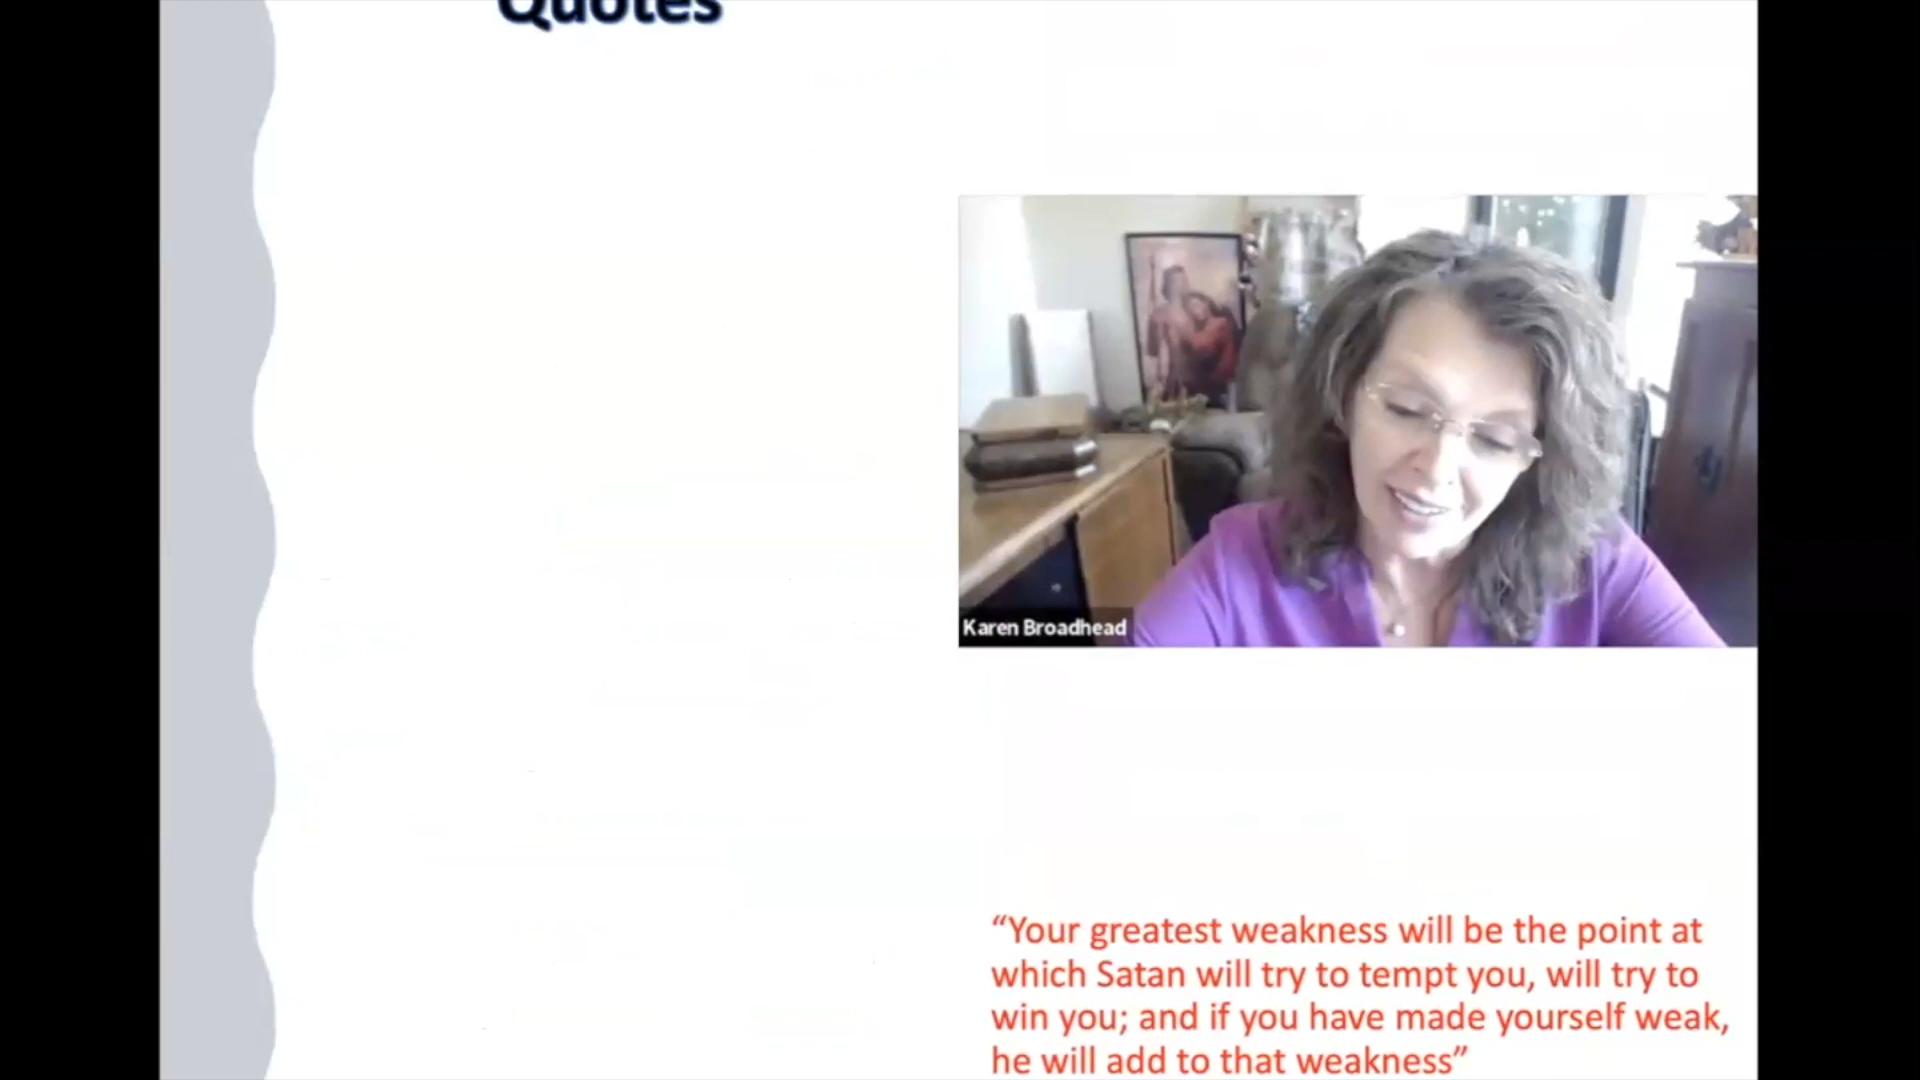 Quotes
Karen Broadhead
“Your greatest weakness will be the point at
which Satan will try to tempt you, will try to
win you; and if you have made yourself weak,
he will add to that weakness”